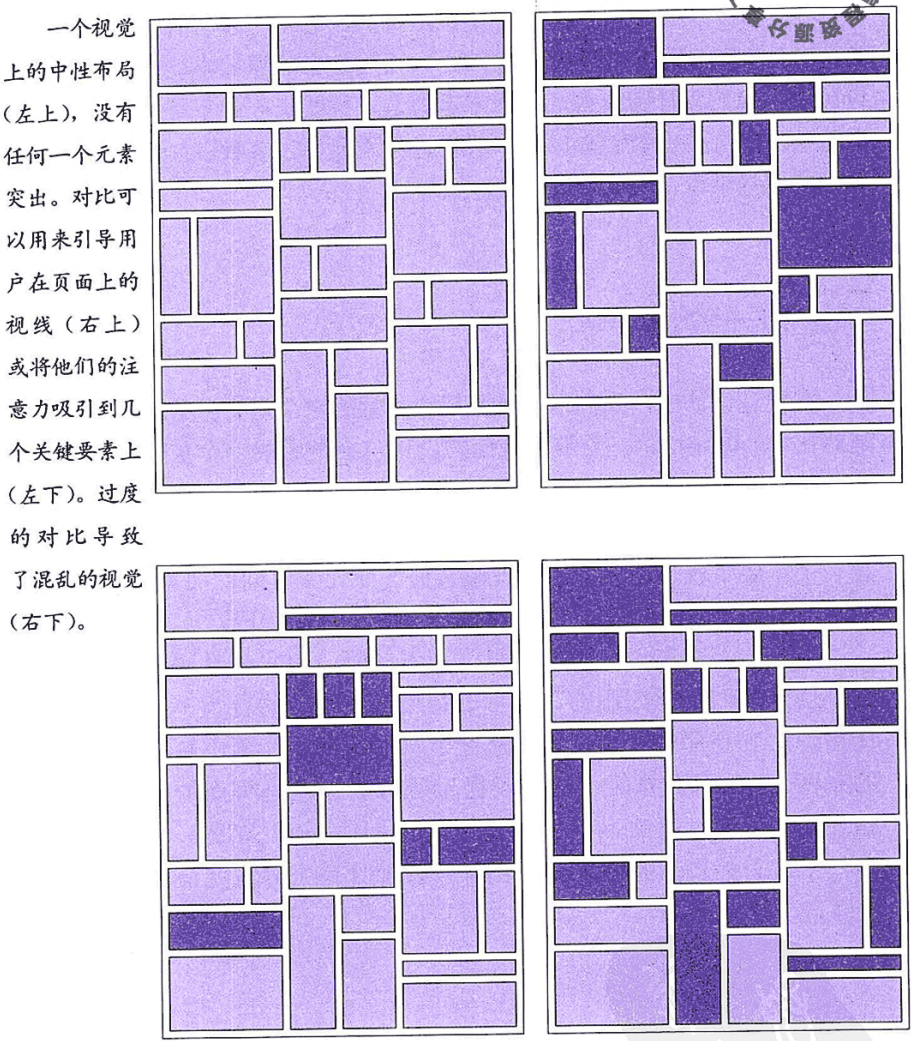 一个视觉
上的中性布局
（左上），没有
任何一个元素
突出。对比可
以用来引导用
户在页面上的
视线（右上）
或将他们的注
意力吸引到几
个关键要素上
（左下）。过度
的对比导致
了混乱的视觉
（右下）。